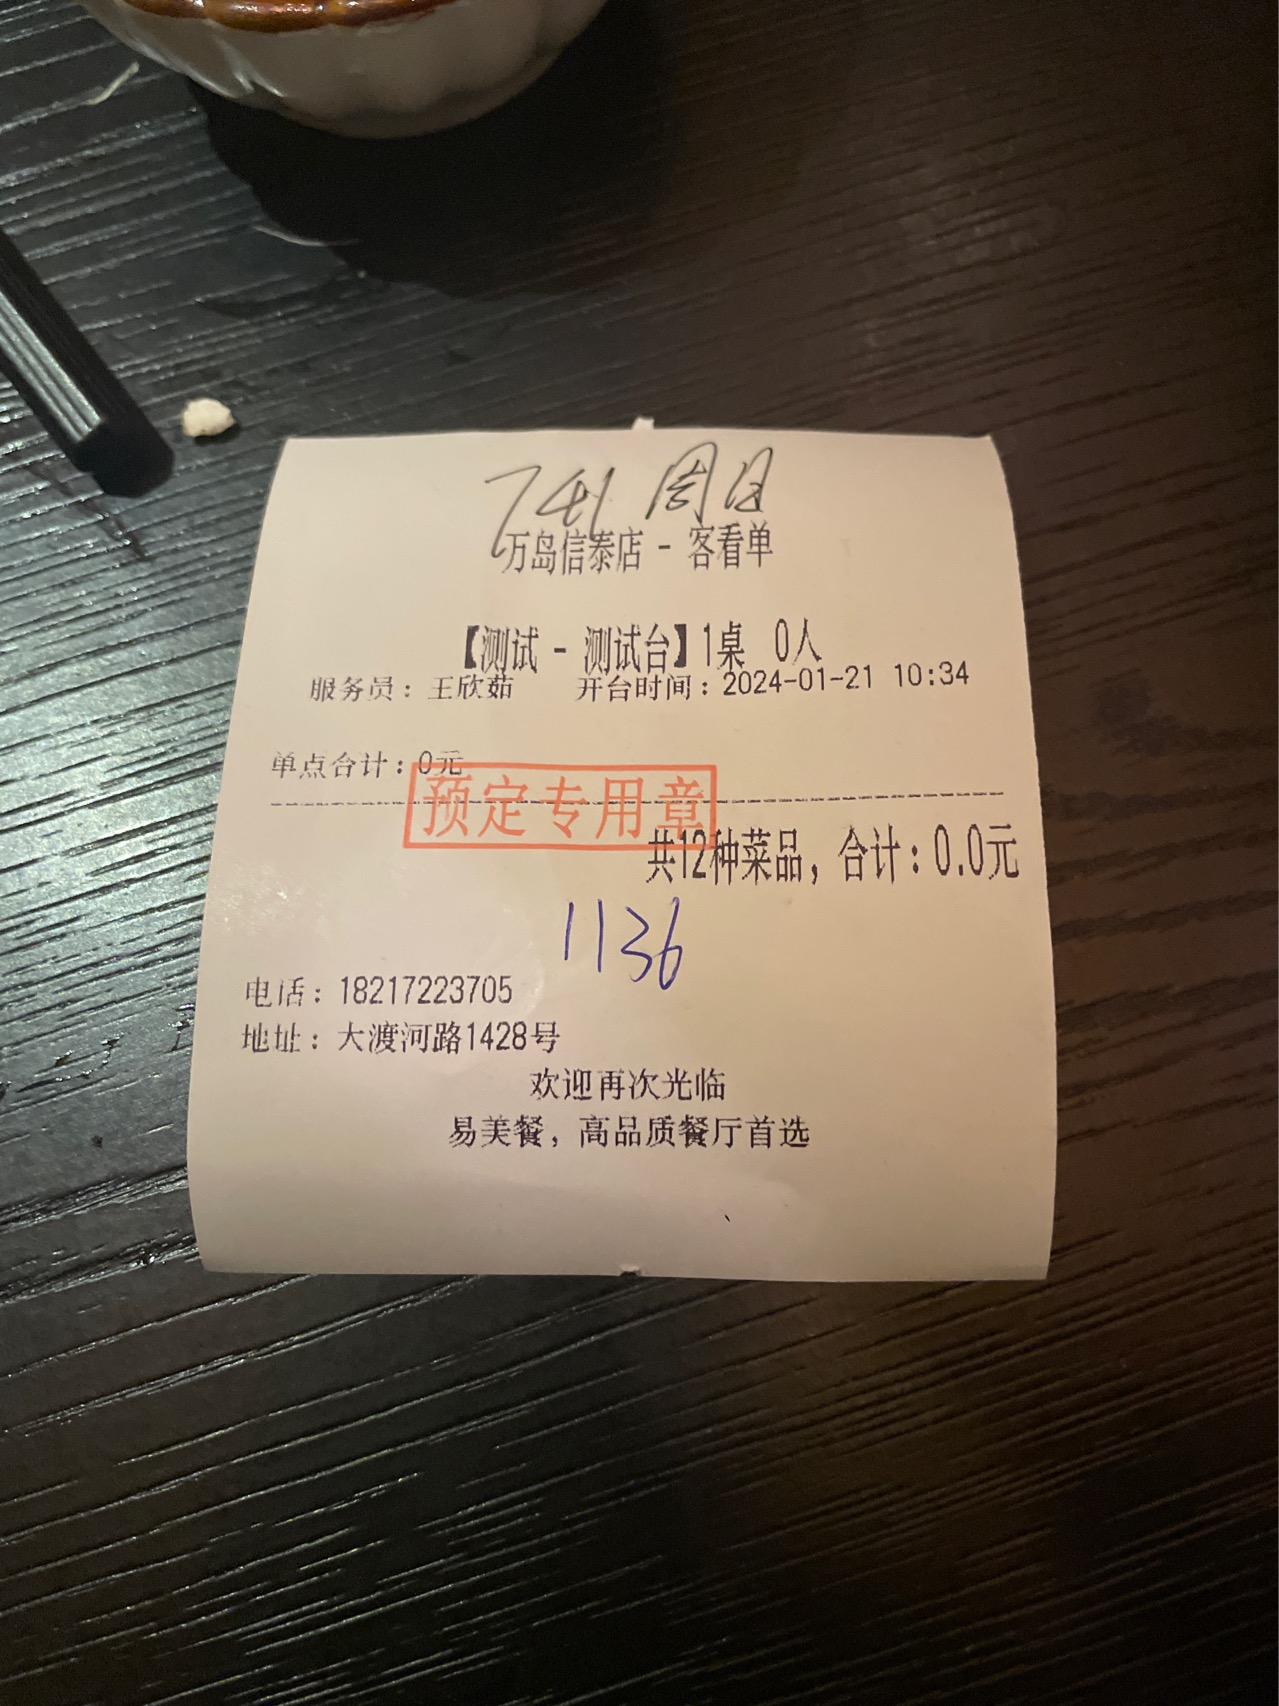 741 周日
万岛信泰店 - 客看单
【测试 - 测试台】1桌 0人
服务员：王欣茹 开台时间：2024-01-21 10:34
单点合计：0元
预定专用章
共12种菜品，合计：0.0元
1136
电话：18217223705
地址：大渡河路1428号
欢迎再次光临
易美餐，高品质餐厅首选